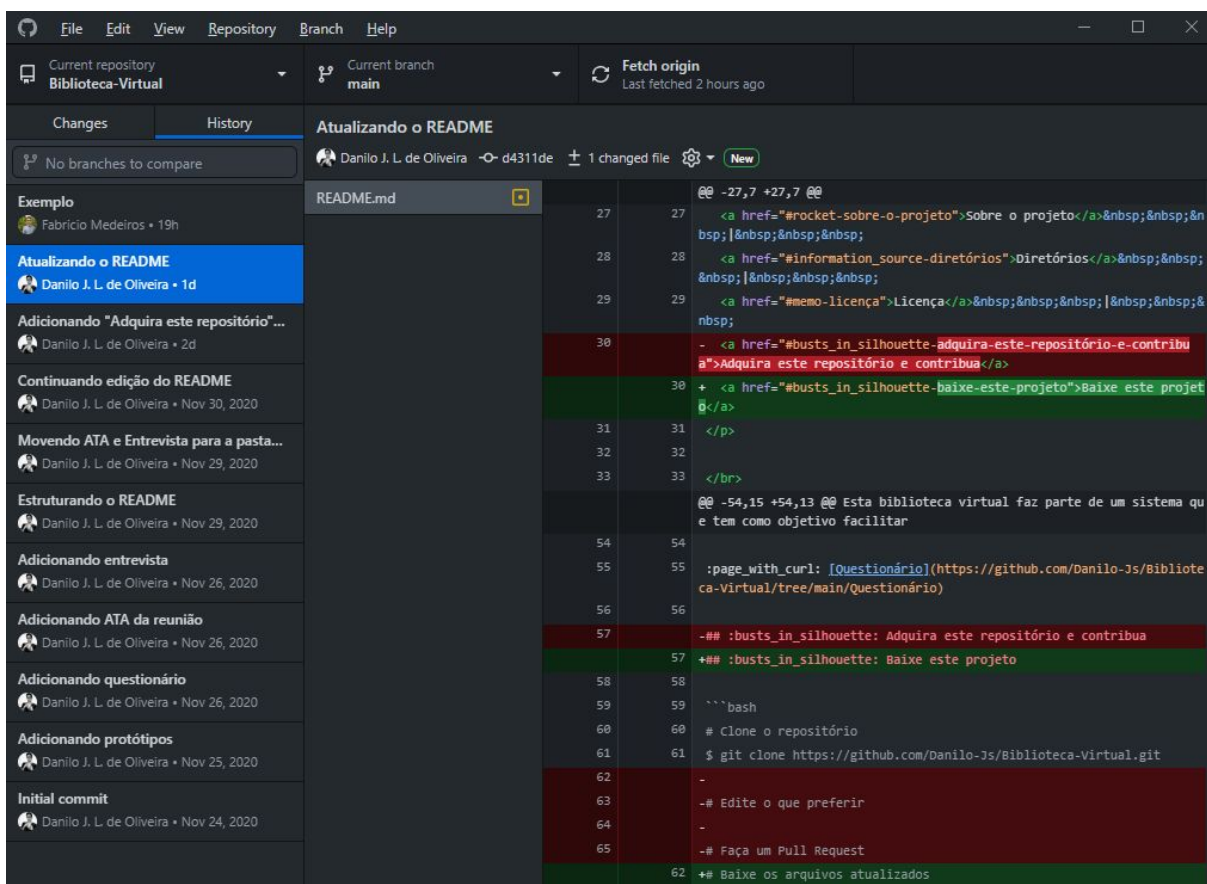 File Edit View Repository Branch Help
Current repository
Biblioteca-Virtual
Current branch
main
Fetch origin
Last fetched 2 hours ago
Changes History
No branches to compare
Exemplo
Fabricio Medeiros • 19h
Atualizando o README
Danilo J. L. de Oliveira • 1d
Adicionando "Adquira este repositório"...
Danilo J. L. de Oliveira • 2d
Continuando edição do README
Danilo J. L. de Oliveira • Nov 30, 2020
Movendo ATA e Entrevista para a pasta...
Danilo J. L. de Oliveira • Nov 29, 2020
Estruturando o README
Danilo J. L. de Oliveira • Nov 29, 2020
Adicionando entrevista
Danilo J. L. de Oliveira • Nov 26, 2020
Adicionando ATA da reunião
Danilo J. L. de Oliveira • Nov 26, 2020
Adicionando questionário
Danilo J. L. de Oliveira • Nov 26, 2020
Adicionando protótipos
Danilo J. L. de Oliveira • Nov 25, 2020
Initial commit
Danilo J. L. de Oliveira • Nov 24, 2020
Atualizando o README
Danilo J. L. de Oliveira d4311de 1 changed file New
README.md
@@ -27,7 +27,7 @@
27 27 <a href="#rocket-sobre-o-projeto">Sobre o projeto</a>&nbsp;&nbsp;&n
bsp;|&nbsp;&nbsp;&nbsp;
28 28 <a href="#information_source-diretórios">Diretórios</a>&nbsp;&nbsp;
&nbsp;|&nbsp;&nbsp;&nbsp;
29 29 <a href="#memo-licença">Licença</a>&nbsp;&nbsp;&nbsp;|&nbsp;&nbsp;&
nbsp;
30 - <a href="#busts_in_silhouette-adquira-este-repositório-e-contribu
a">Adquira este repositório e contribua</a>
30 + <a href="#busts_in_silhouette-baixe-este-projeto">Baixe este projet
o</a>
31 31 </p>
32 32
33 33 </br>
@@ -54,15 +54,13 @@ Esta biblioteca virtual faz parte de um sistema qu
e tem como objetivo facilitar
54 54
55 55 :page_with_curl: [Questionário](https://github.com/Danilo-Js/Bibliote
ca-Virtual/tree/main/Questionário)
56 56
57 -## :busts_in_silhouette: Adquira este repositório e contribua
57 +## :busts_in_silhouette: Baixe este projeto
58 58
59 59 ```bash
60 60 # Clone o repositório
61 61 $ git clone https://github.com/Danilo-Js/Biblioteca-Virtual.git
62 -
63 -# Edite o que preferir
64 -
65 -# Faça um Pull Request
62 +# Baixe os arquivos atualizados